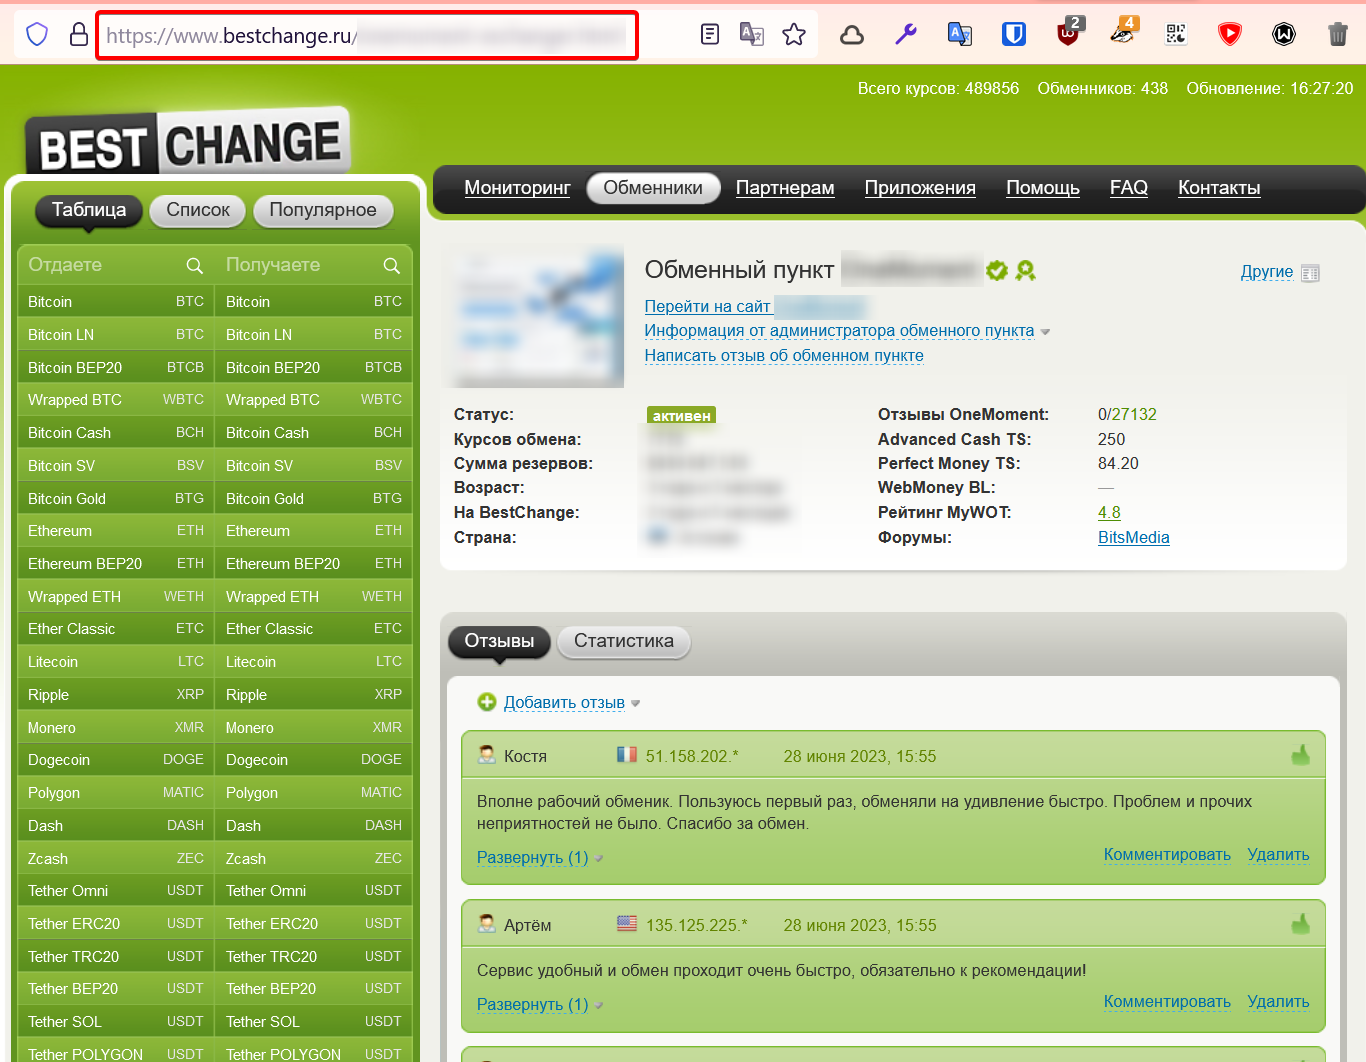 https://www.bestchange.ru/
2
4
Всего курсов: 489856 Обменников: 438 Обновление: 16:27:20
BEST CHANGE
Мониторинг Обменники Партнерам Приложения Помощь FAQ Контакты
Таблица Список Популярное
Отдаете Получаете
Bitcoin BTC Bitcoin BTC
Bitcoin LN BTC Bitcoin LN BTC
Bitcoin BEP20 BTCB Bitcoin BEP20 BTCB
Wrapped BTC WBTC Wrapped BTC WBTC
Bitcoin Cash BCH Bitcoin Cash BCH
Bitcoin SV BSV Bitcoin SV BSV
Bitcoin Gold BTG Bitcoin Gold BTG
Ethereum ETH Ethereum ETH
Ethereum BEP20 ETH Ethereum BEP20 ETH
Wrapped ETH WETH Wrapped ETH WETH
Ether Classic ETC Ether Classic ETC
Litecoin LTC Litecoin LTC
Ripple XRP Ripple XRP
Monero XMR Monero XMR
Dogecoin DOGE Dogecoin DOGE
Polygon MATIC Polygon MATIC
Dash DASH Dash DASH
Zcash ZEC Zcash ZEC
Tether Omni USDT Tether Omni USDT
Tether ERC20 USDT Tether ERC20 USDT
Tether TRC20 USDT Tether TRC20 USDT
Tether BEP20 USDT Tether BEP20 USDT
Tether SOL USDT Tether SOL USDT
Tether POLYGON USDT Tether POLYGON USDT
Обменный пункт
Другие
Перейти на сайт
Информация от администратора обменного пункта
Написать отзыв об обменном пункте
Статус: активен
Курсов обмена:
Сумма резервов:
Возраст:
На BestChange:
Страна:
Отзывы OneMoment: 0/27132
Advanced Cash TS: 250
Perfect Money TS: 84.20
WebMoney BL: —
Рейтинг MyWOT: 4.8
Форумы: BitsMedia
Отзывы Статистика
Добавить отзыв
Костя 51.158.202.* 28 июня 2023, 15:55
Вполне рабочий обменик. Пользуюсь первый раз, обменяли на удивление быстро. Проблем и прочих
неприятностей не было. Спасибо за обмен.
Развернуть (1) Комментировать Удалить
Артём 135.125.225.* 28 июня 2023, 15:55
Сервис удобный и обмен проходит очень быстро, обязательно к рекомендации!
Развернуть (1) Комментировать Удалить